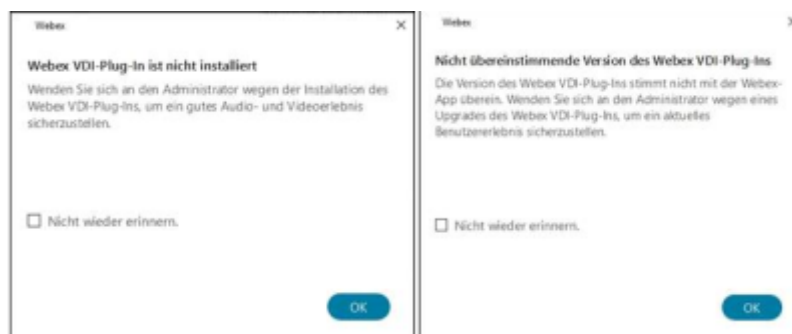 Webex
Webex VDI-Plug-In ist nicht installiert
Wenden Sie sich an den Administrator wegen der Installation des
Webex VDI-Plug-Ins, um ein gutes Audio- und Videoerlebnis
sicherzustellen.
Nicht wieder erinnern.
OK
Webex
Nicht übereinstimmende Version des Webex VDI-Plug-Ins
Die Version des Webex VDI-Plug-Ins stimmt nicht mit der Webex-
App überein. Wenden Sie sich an den Administrator wegen eines
Upgrades des Webex VDI-Plug-Ins, um ein aktuelles
Benutzererlebnis sicherzustellen.
Nicht wieder erinnern.
OK